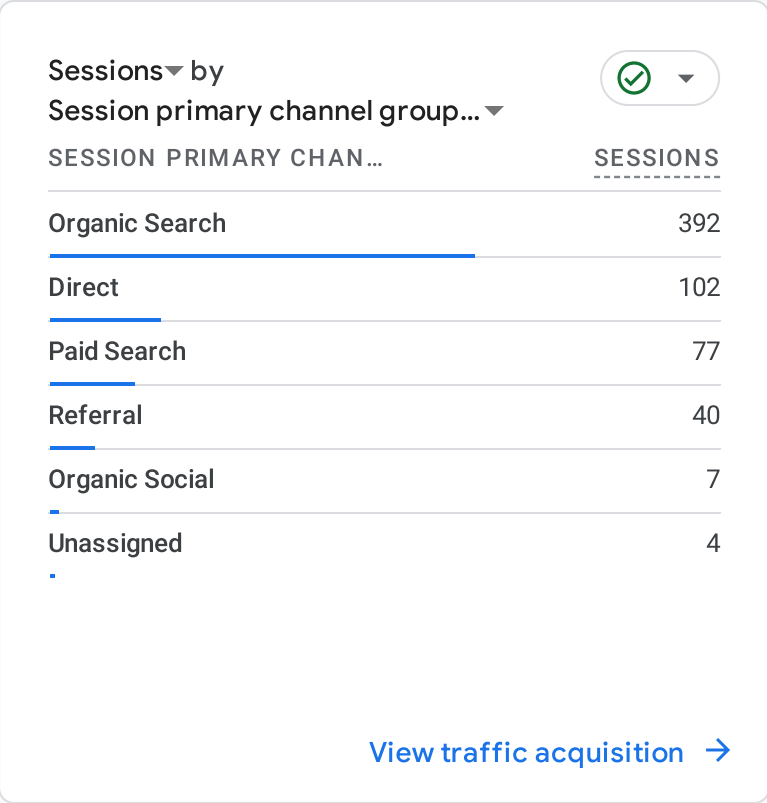 Sessions by
Session primary channel group...
SESSION PRIMARY CHAN... SESSIONS
Organic Search 392
Direct 102
Paid Search 77
Referral 40
Organic Social 7
Unassigned 4
View traffic acquisition